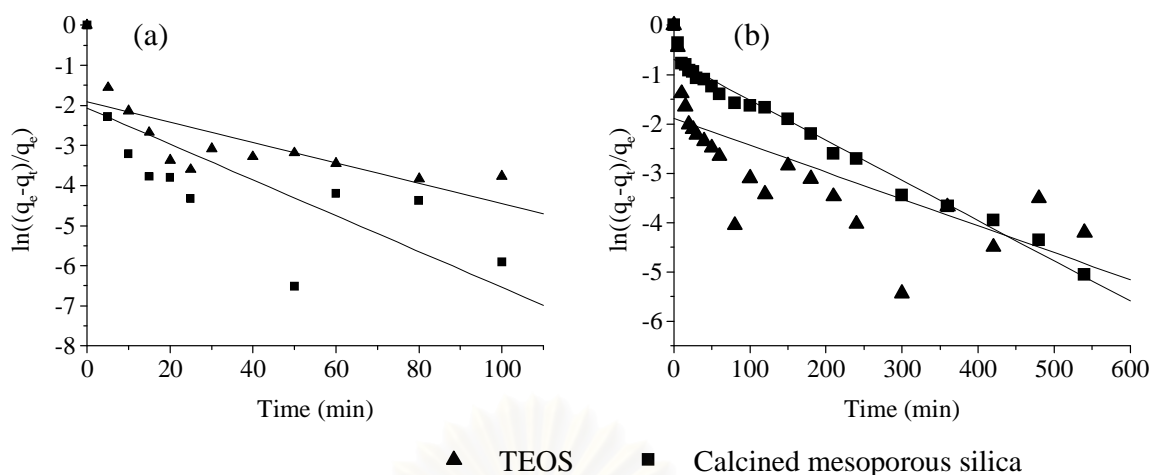 (a)
0
-1
-2
-3
-4
-5
-6
-7
-8
ln((qe-qt)/qe)
0 20 40 60 80 100
Time (min)
(b)
0
-1
-2
-3
-4
-5
-6
ln((qe-qt)/qe)
0 100 200 300 400 500 600
Time (min)
▲ TEOS ■ Calcined mesoporous silica